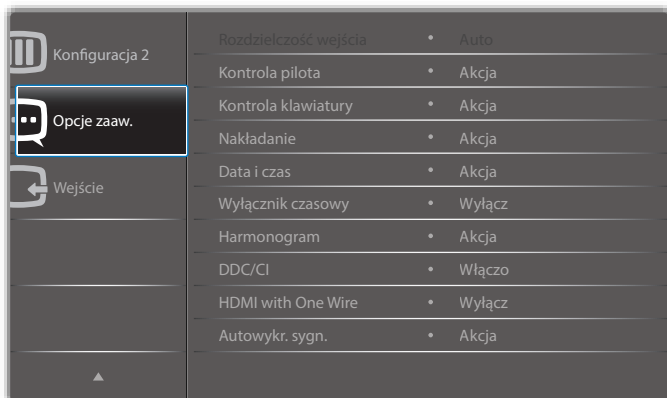 Konfiguracja 2
Opcje zaaw.
Wejście
Rozdzielczość wejścia • Auto
Kontrola pilota • Akcja
Kontrola klawiatury • Akcja
Nakładanie • Akcja
Data i czas • Akcja
Wyłącznik czasowy • Wyłącz
Harmonogram • Akcja
DDC/CI • Włączo
HDMI with One Wire • Wyłącz
Autowykr. sygn. • Akcja